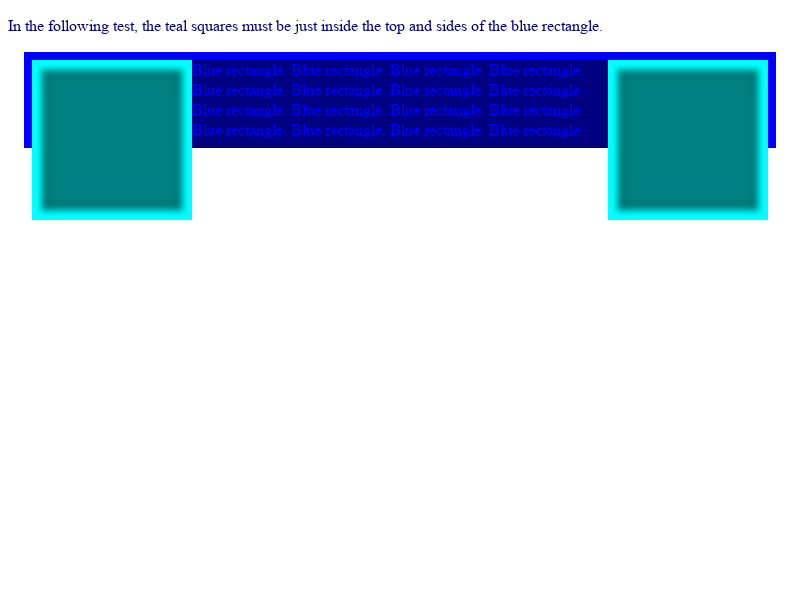 In the following test, the teal squares must be just inside the top and sides of the blue rectangle.
Blue rectangle. Blue rectangle. Blue rectangle. Blue rectangle.
Blue rectangle. Blue rectangle. Blue rectangle. Blue rectangle.
Blue rectangle. Blue rectangle. Blue rectangle. Blue rectangle.
Blue rectangle. Blue rectangle. Blue rectangle. Blue rectangle.